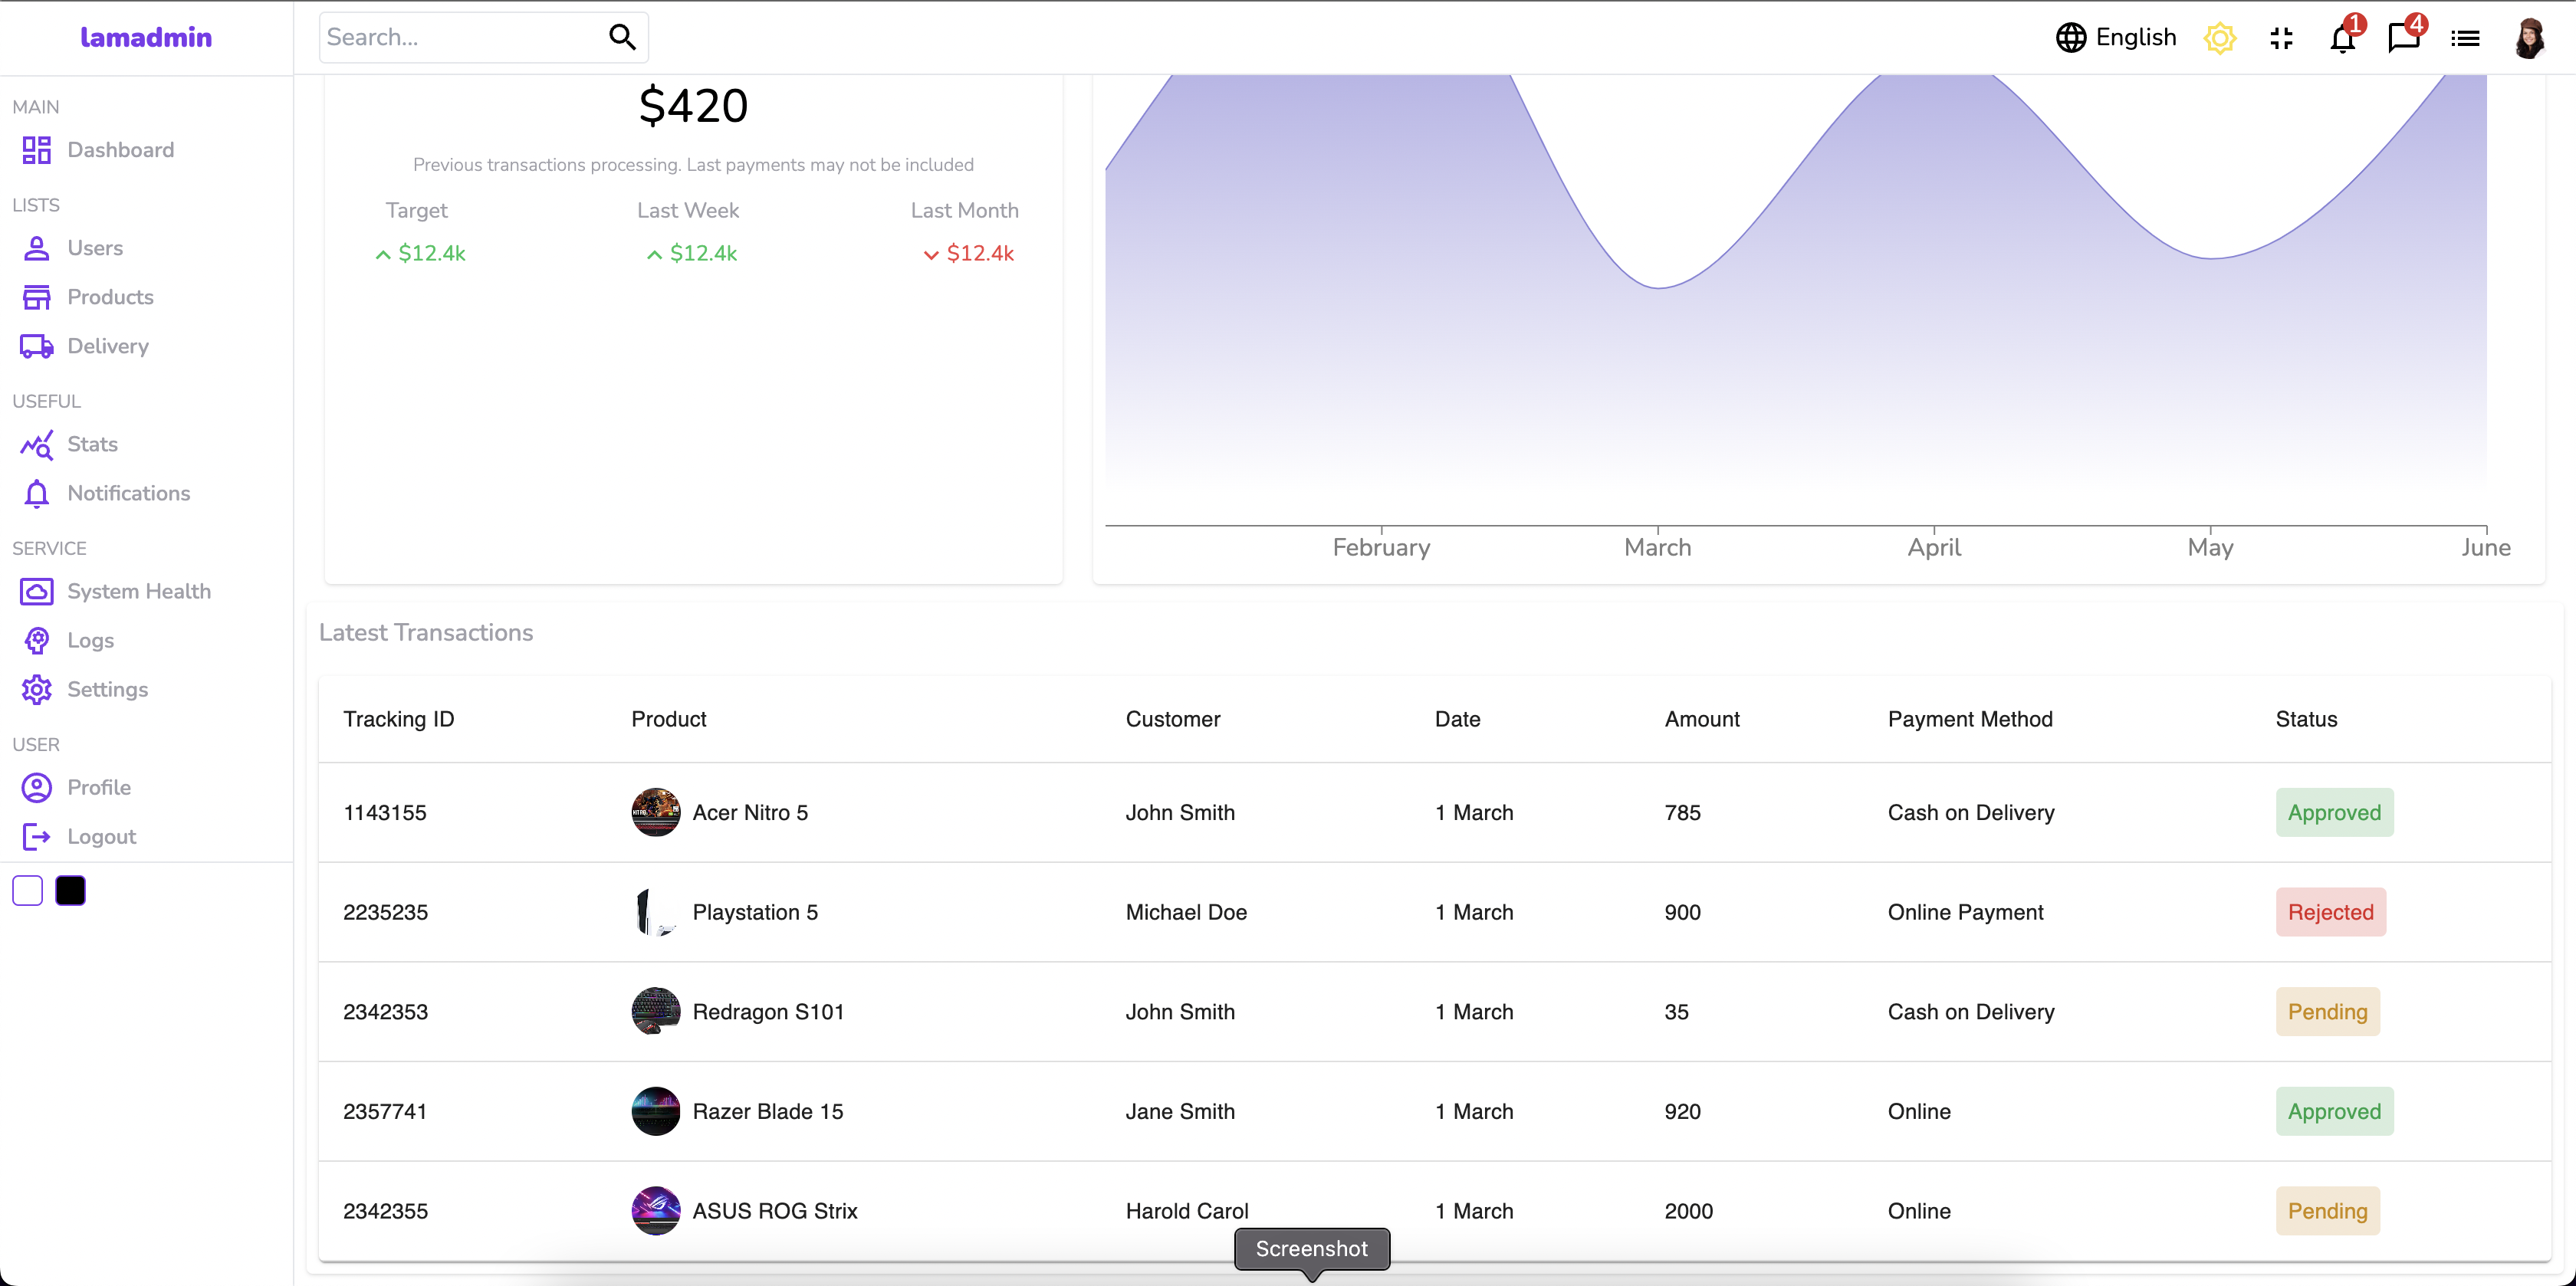 lamadmin
Search...
English
1
4
MAIN
Dashboard
LISTS
Users
Products
Delivery
USEFUL
Stats
Notifications
SERVICE
System Health
Logs
Settings
USER
Profile
Logout
$420
Previous transactions processing. Last payments may not be included
Target Last Week Last Month
$12.4k $12.4k $12.4k
February March April May June
Latest Transactions
Tracking ID Product Customer Date Amount Payment Method Status
1143155 Acer Nitro 5 John Smith 1 March 785 Cash on Delivery Approved
2235235 Playstation 5 Michael Doe 1 March 900 Online Payment Rejected
2342353 Redragon S101 John Smith 1 March 35 Cash on Delivery Pending
2357741 Razer Blade 15 Jane Smith 1 March 920 Online Approved
2342355 ASUS ROG Strix Harold Carol 1 March 2000 Online Pending
Screenshot